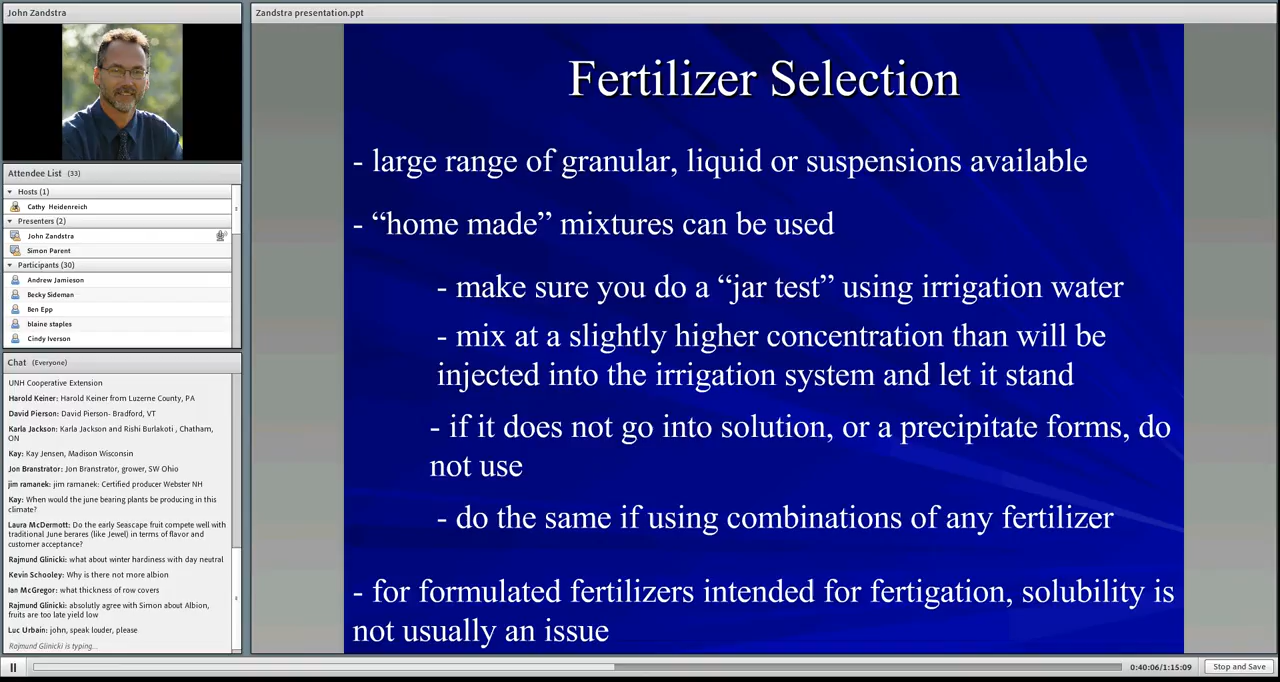 John Zandstra
Zandstra presentation.ppt
Attendee List (33)
Hosts (1)
Cathy Heidenreich
Presenters (2)
John Zandstra
Simon Parent
Participants (30)
Andrew Jamieson
Becky Sideman
Ben Epp
blaine staples
Cindy Iverson
Chat (Everyone)
UNH Cooperative Extension
Harold Keiner: Harold Keiner from Luzerne County, PA
David Pierson: David Pierson- Bradford, VT
Karla Jackson: Karla Jackson and Rishi Burlakoti , Chatham,
ON
Kay: Kay Jensen, Madison Wisconsin
Jon Branstrator: Jon Branstrator, grower, SW Ohio
jim ramanek: jim ramanek: Certified producer Webster NH
Kay: When would the june bearing plants be producing in this
climate?
Laura McDermott: Do the early Seascape fruit compete well with
traditional June berares (like Jewel) in terms of flavor and
customer acceptance?
Rajmund Glinicki: what about winter hardiness with day neutral
Kevin Schooley: Why is there not more albion
Ian McGregor: what thickness of row covers
Rajmund Glinicki: absolutly agree with Simon about Albion,
fruits are too late yield low
Luc Urbain: john, speak louder, please
Rajmund Glinicki is typing...
Fertilizer Selection
- large range of granular, liquid or suspensions available
- “home made” mixtures can be used
- make sure you do a “jar test” using irrigation water
- mix at a slightly higher concentration than will be
injected into the irrigation system and let it stand
- if it does not go into solution, or a precipitate forms, do
not use
- do the same if using combinations of any fertilizer
- for formulated fertilizers intended for fertigation, solubility is
not usually an issue
0:40:06/1:15:09
Stop and Save